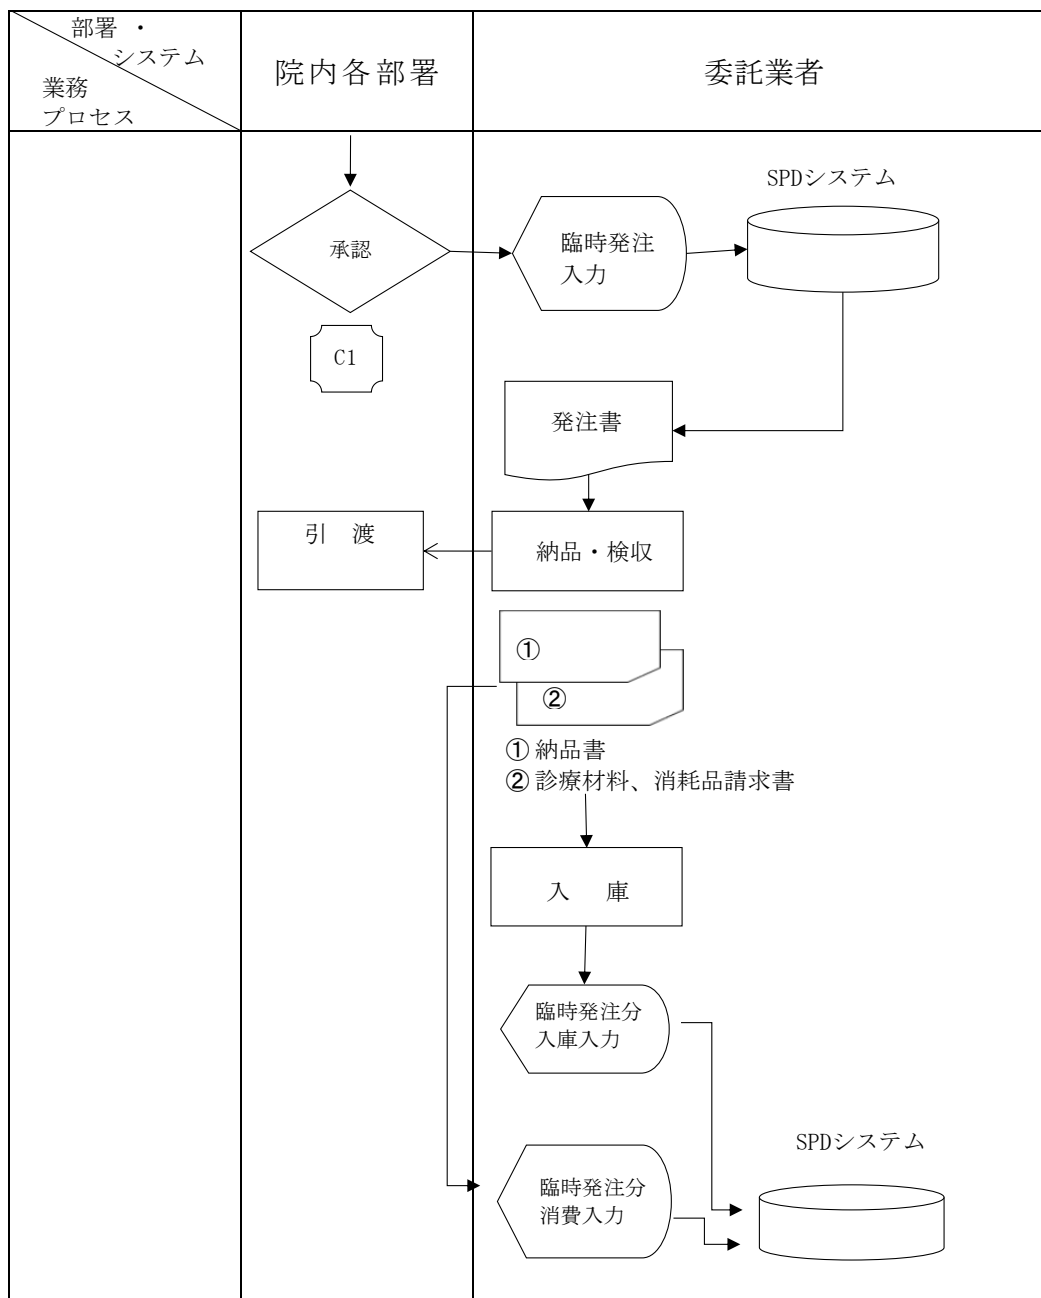 部署 ・
システム
業務
プロセス
院内各部署
委託業者
SPDシステム
承認
臨時発注
入力
C1
発注書
引　渡
納品・検収
①
②
① 納品書
② 診療材料、消耗品請求書
入　庫
臨時発注分
入庫入力
SPDシステム
臨時発注分
消費入力